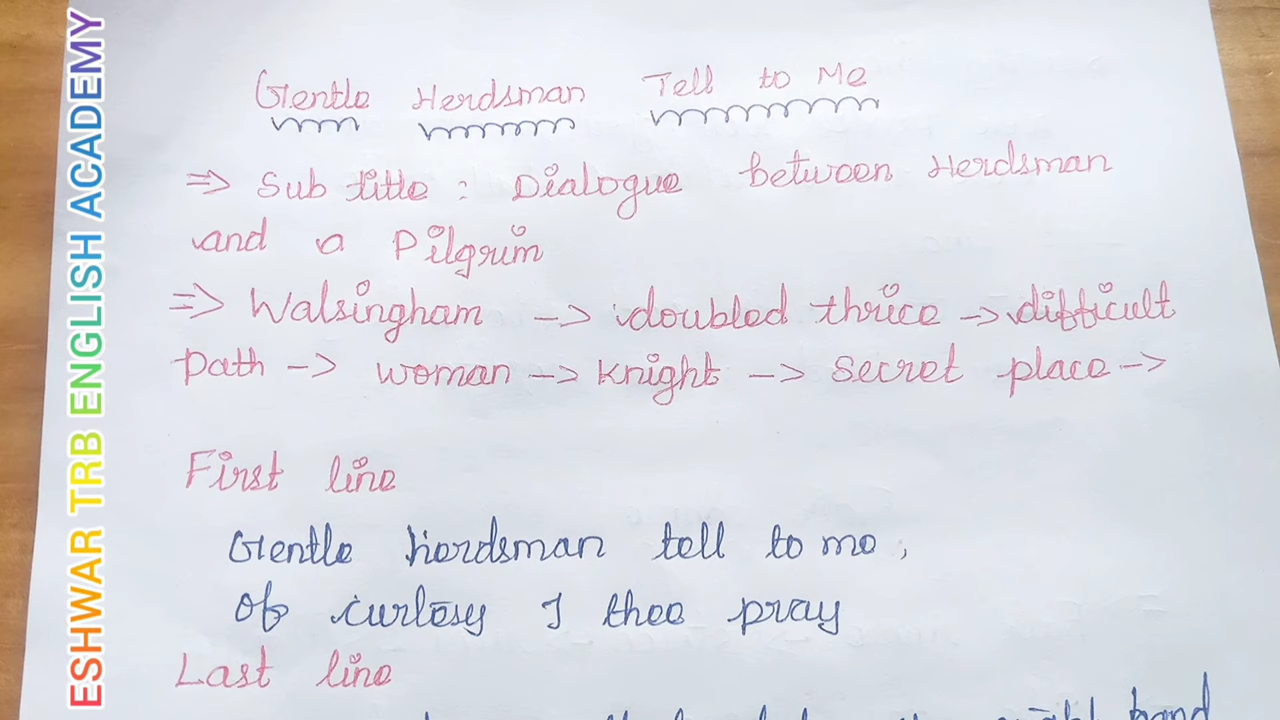 ESHWAR TRB ENGLISH ACADEMY
Gentle Herdsman Tell to Me
=> Sub title : Dialogue between Herdsman
and a Pilgrim
=> Walsingham -> doubled thrice -> difficult
Path -> woman -> Knight -> Secret place ->
First line
Gentle herdsman tell to me,
Of curtesy I thee pray
Last line
hand